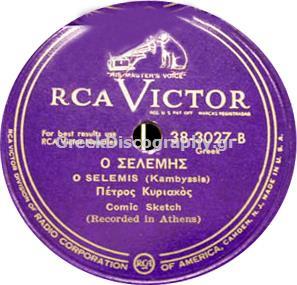 "HIS MASTER'S VOICE"
RCA VICTOR
REG. U.S. PAT. OFF. MARCAS REGISTRADAS
For best results use
RCA
38-3027-B
Greek
GreekDiscography.gr
Ο ΣΕΛΕΜΗΣ
O SELEMIS (Kambyssis)
Πέτρος Κυριακός
Comic Sketch
(Recorded in Athens)
RCA VICTOR DIVISION OF RADIO CORPORATION OF AMERICA, CAMDEN, N.J. MADE IN U.S.A.
RCA